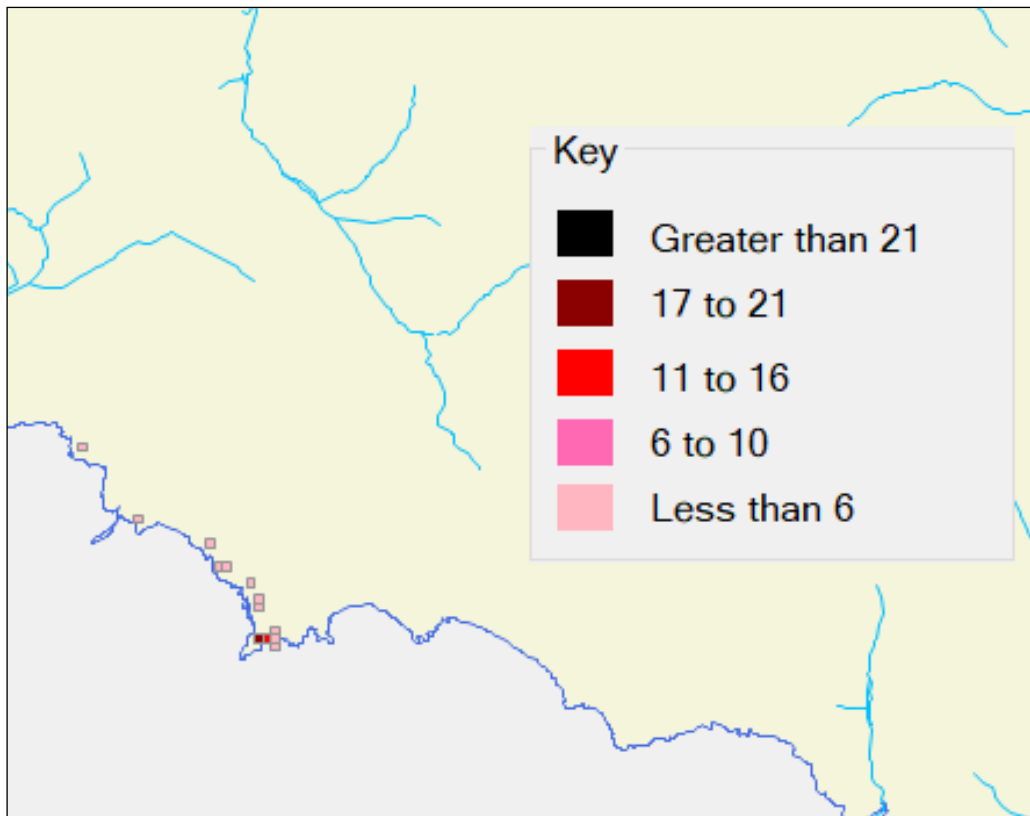 Key
Greater than 21
17 to 21
11 to 16
6 to 10
Less than 6